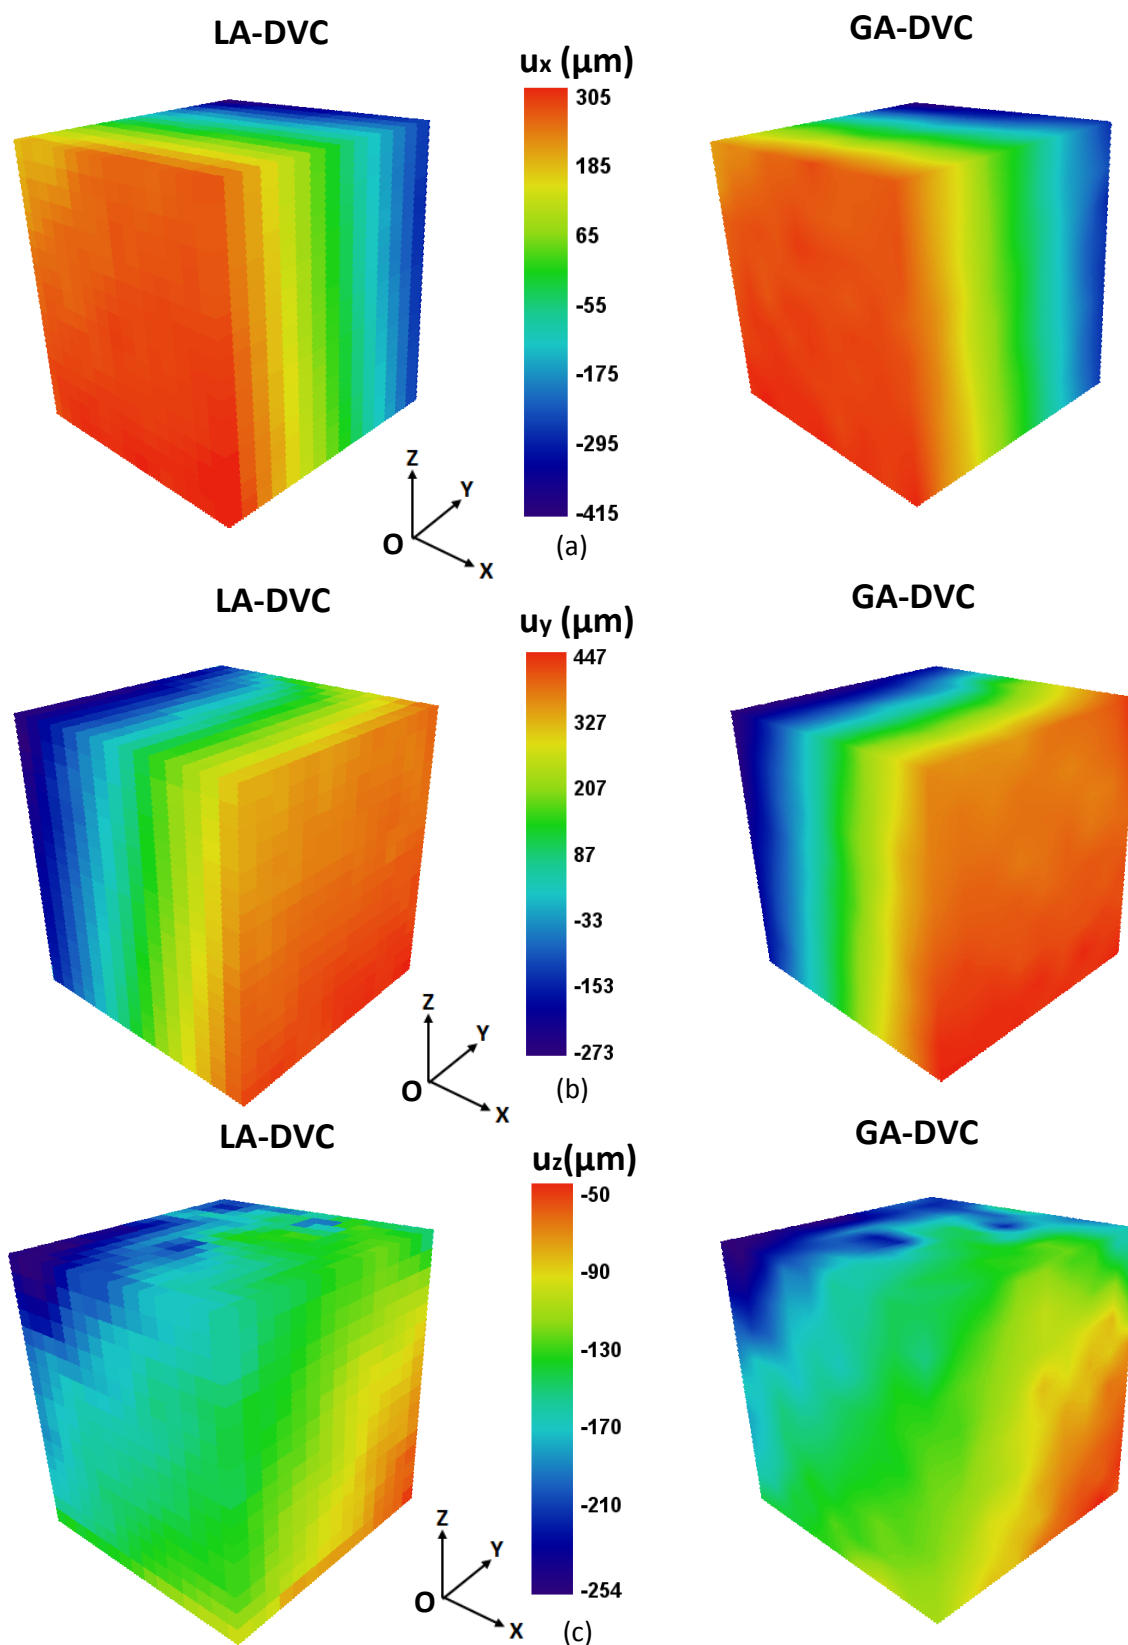 LA-DVC
GA-DVC
ux (μm)
305
185
65
-55
-175
-295
-415
Z
Y
O
X
(a)
LA-DVC
GA-DVC
uy (μm)
447
327
207
87
-33
-153
-273
Z
Y
O
X
(b)
LA-DVC
GA-DVC
uz(μm)
-50
-90
-130
-170
-210
-254
Z
Y
O
X
(c)